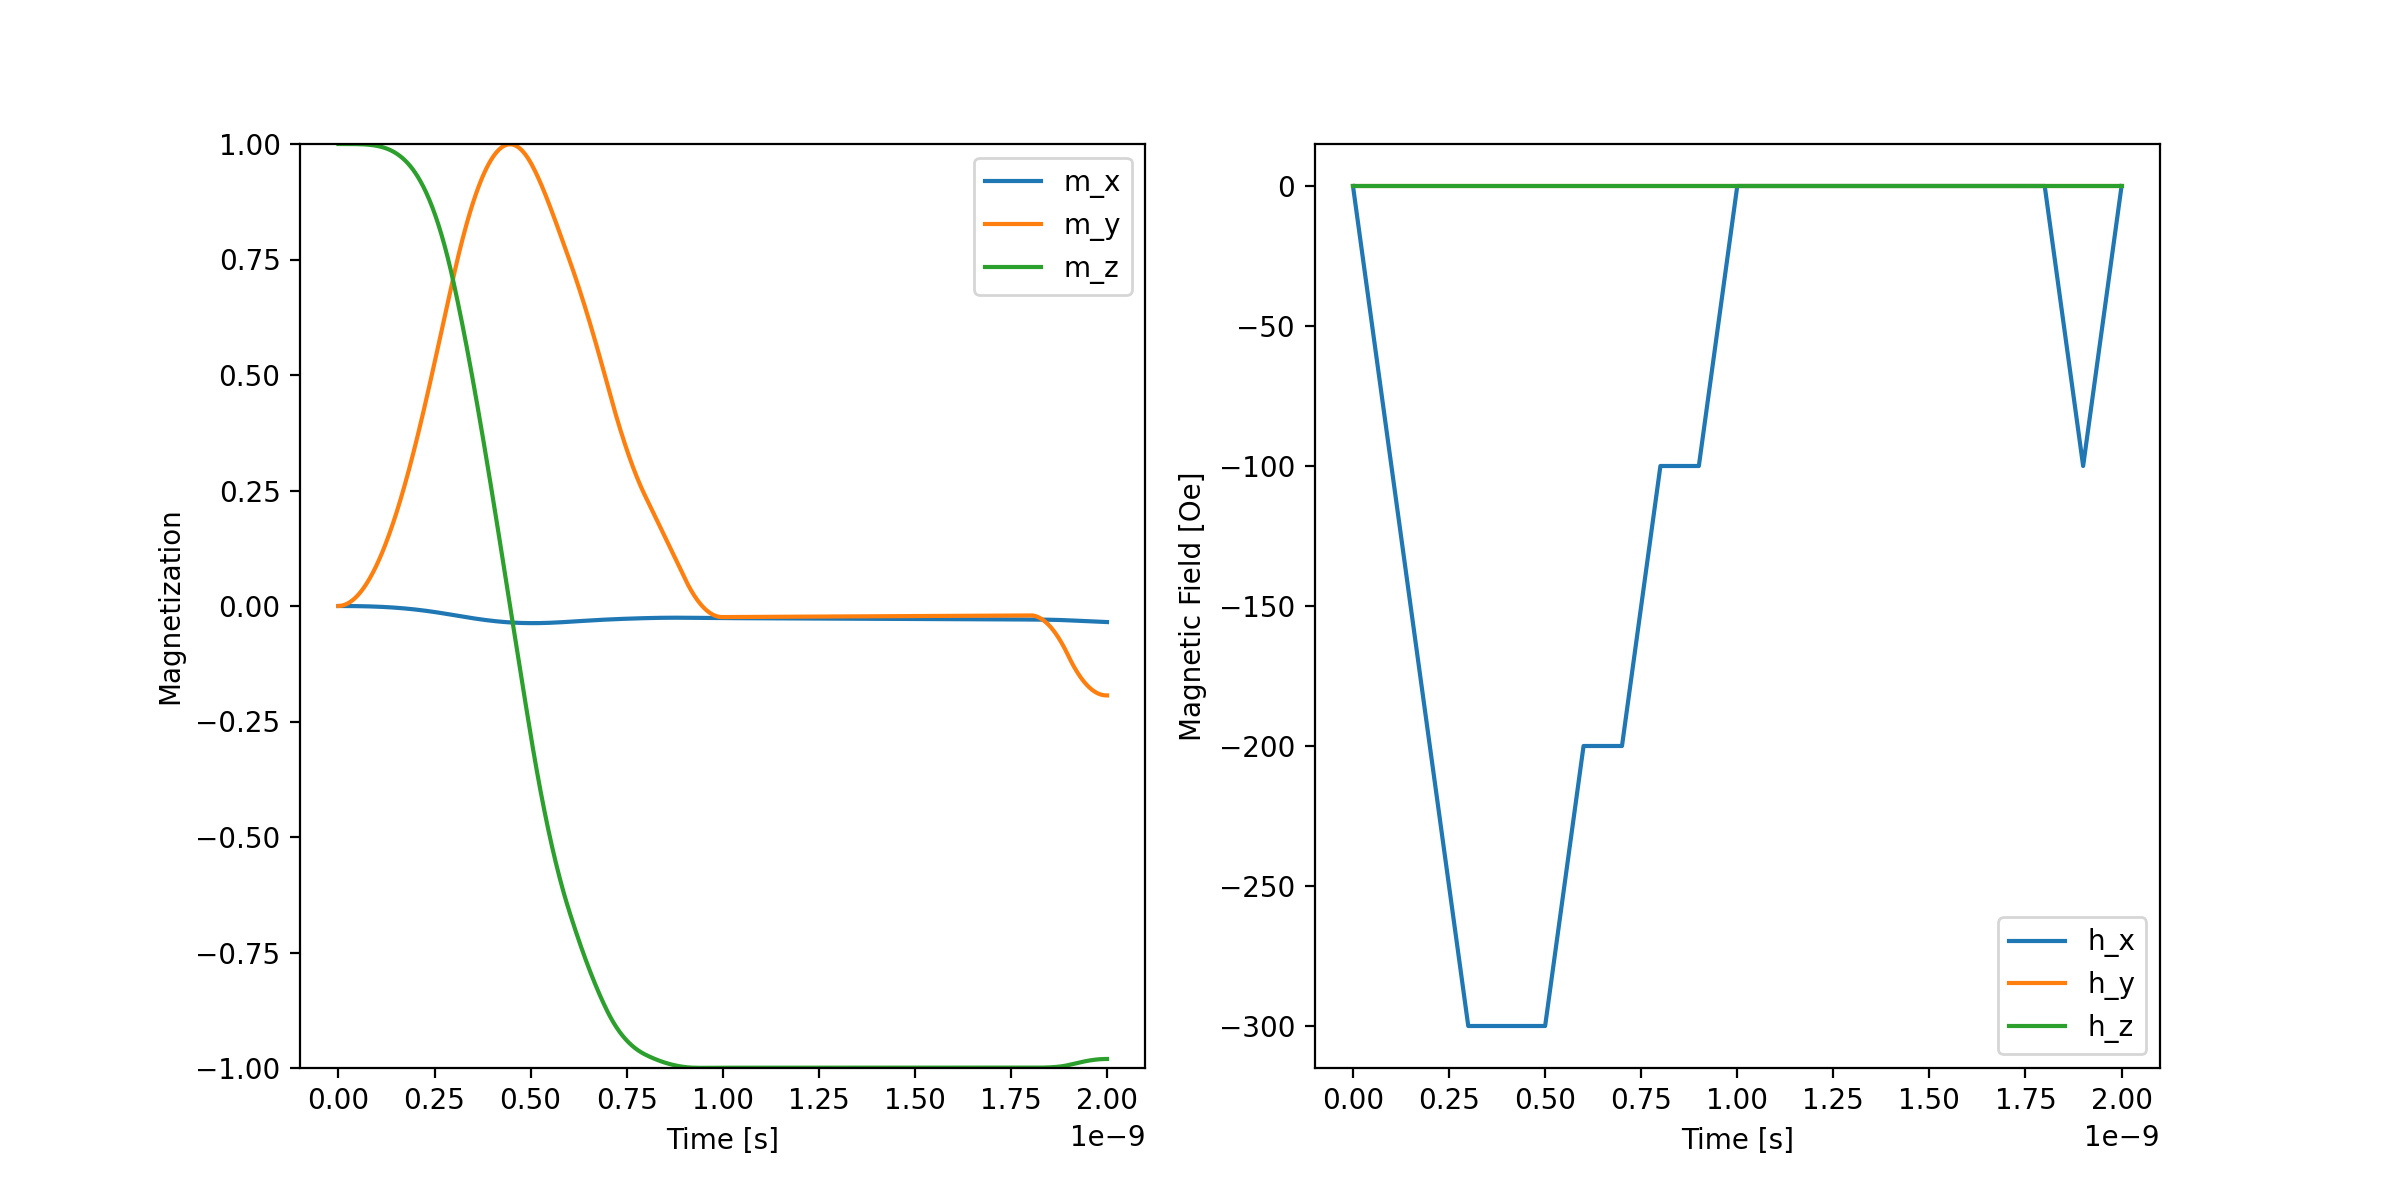 1.00
0.75
0.50
0.25
0.00
−0.25
−0.50
−0.75
−1.00
Magnetization
m_x
m_y
m_z
0.00 0.25 0.50 0.75 1.00 1.25 1.50 1.75 2.00
1e−9
Time [s]
0
−50
−100
−150
−200
−250
−300
Magnetic Field [Oe]
h_x
h_y
h_z
0.00 0.25 0.50 0.75 1.00 1.25 1.50 1.75 2.00
1e−9
Time [s]